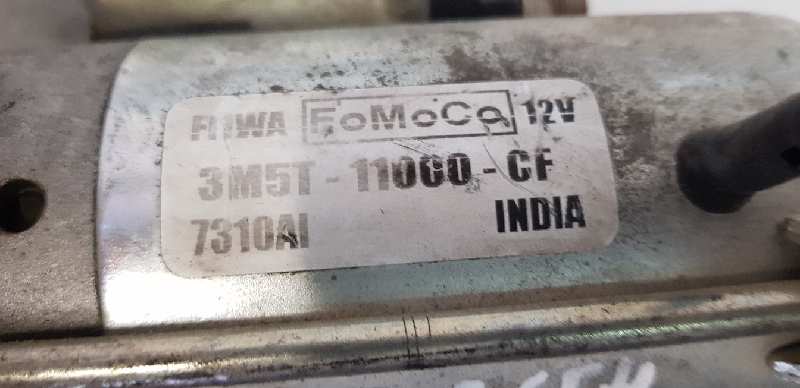 FoMoCo 12V
3M5T-11000-CF
7310AI INDIA